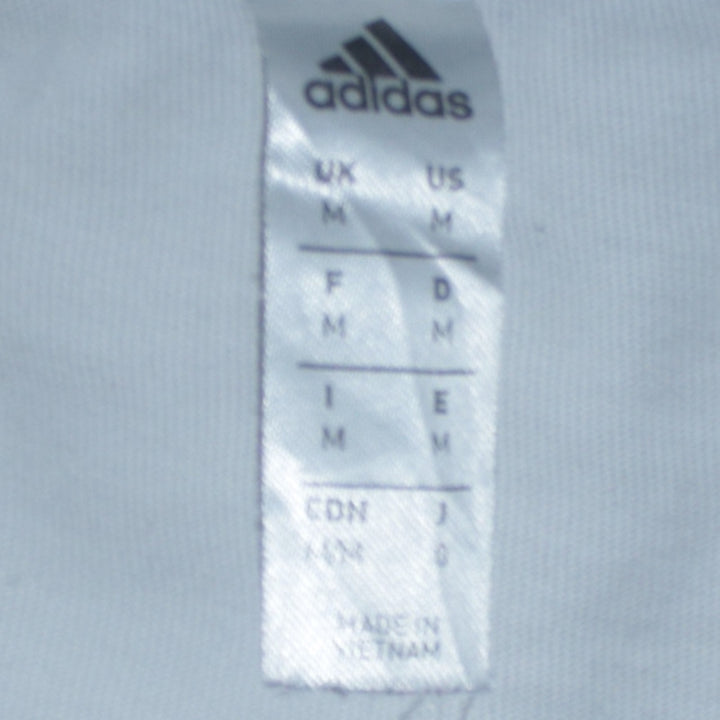 adidas
UK US
M M
F D
M M
I E
M M
CDN J
M/M O
MADE IN
VIETNAM